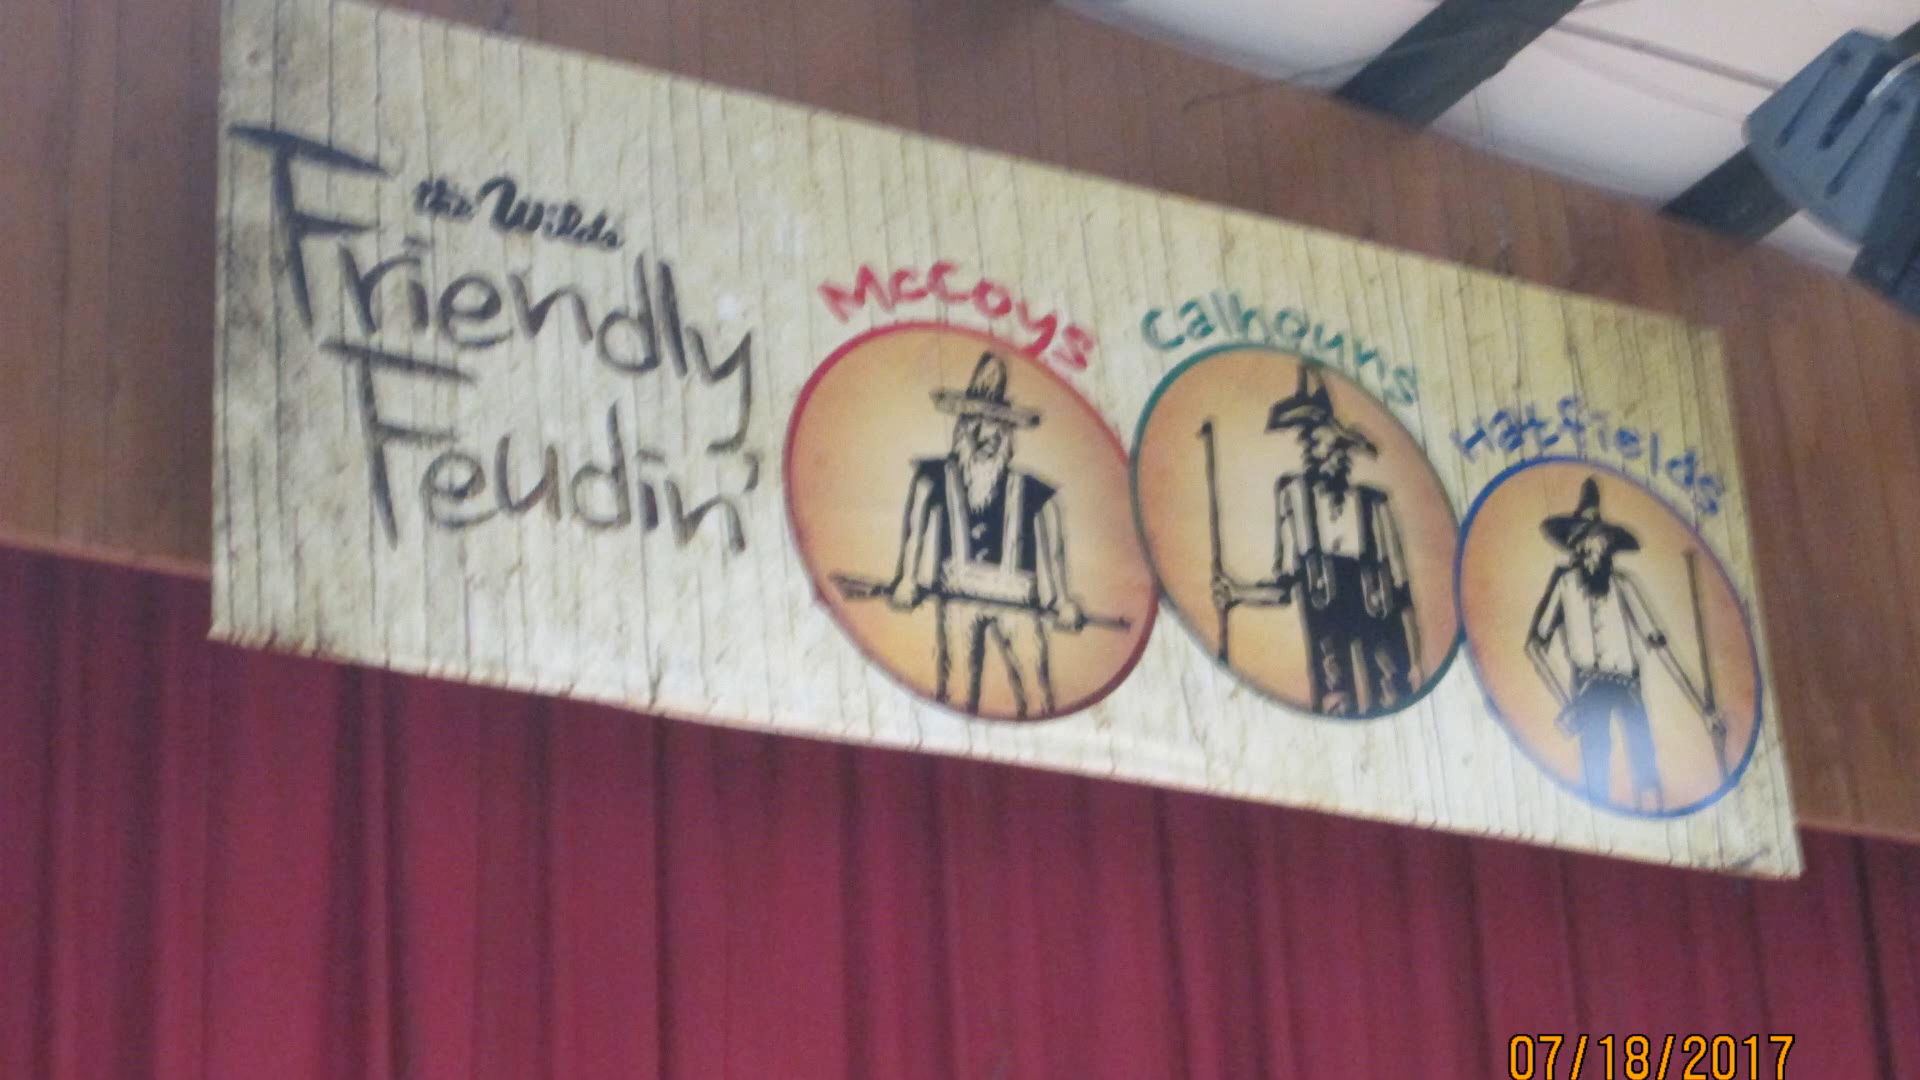 the Wilds
Friendly
Feudin'
McCoys
Calhouns
Hatfields
07/18/2017